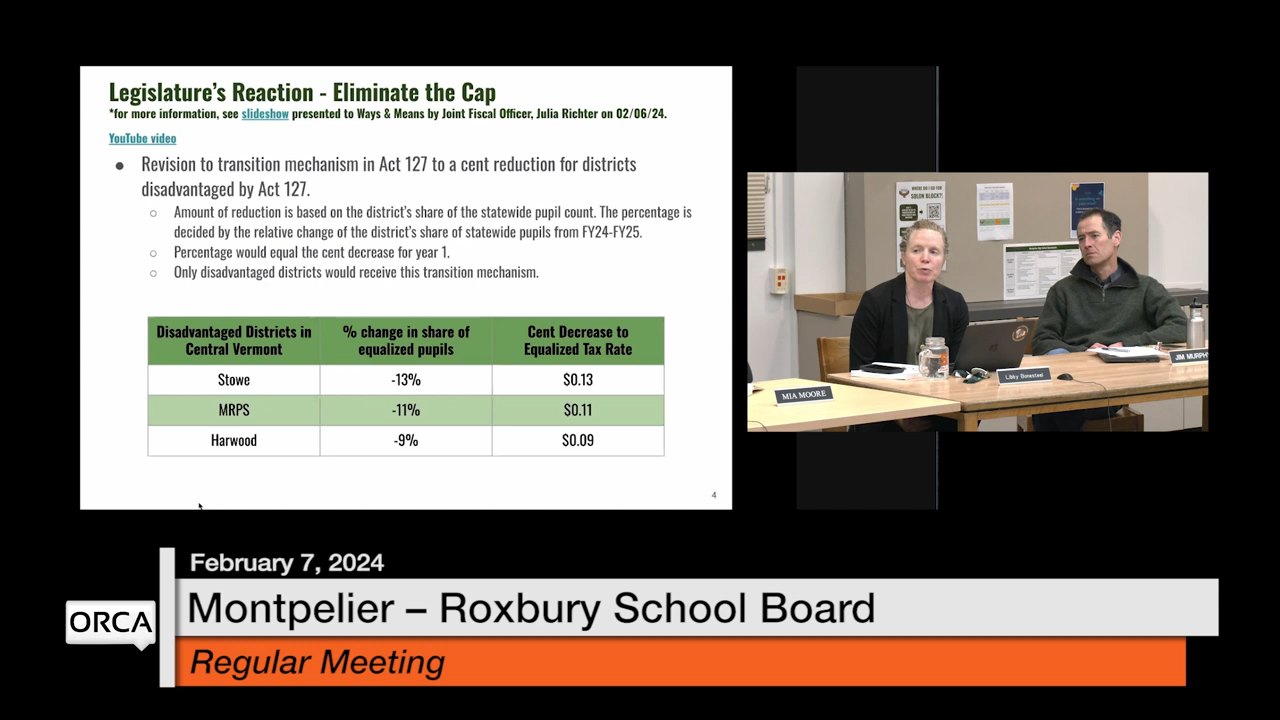 Legislature's Reaction - Eliminate the Cap
*for more information, see slideshow presented to Ways & Means by Joint Fiscal Officer, Julia Richter on 02/06/24.
YouTube video
● Revision to transition mechanism in Act 127 to a cent reduction for districts
disadvantaged by Act 127.
○ Amount of reduction is based on the district's share of the statewide pupil count. The percentage is
decided by the relative change of the district's share of statewide pupils from FY24-FY25.
○ Percentage would equal the cent decrease for year 1.
○ Only disadvantaged districts would receive this transition mechanism.
Disadvantaged Districts in Central Vermont % change in share of equalized pupils Cent Decrease to Equalized Tax Rate
Stowe -13% $0.13
MRPS -11% $0.11
Harwood -9% $0.09
4
MIA MOORE
Libby Bonesteel
JIM MURPHY
February 7, 2024
Montpelier – Roxbury School Board
ORCA
Regular Meeting